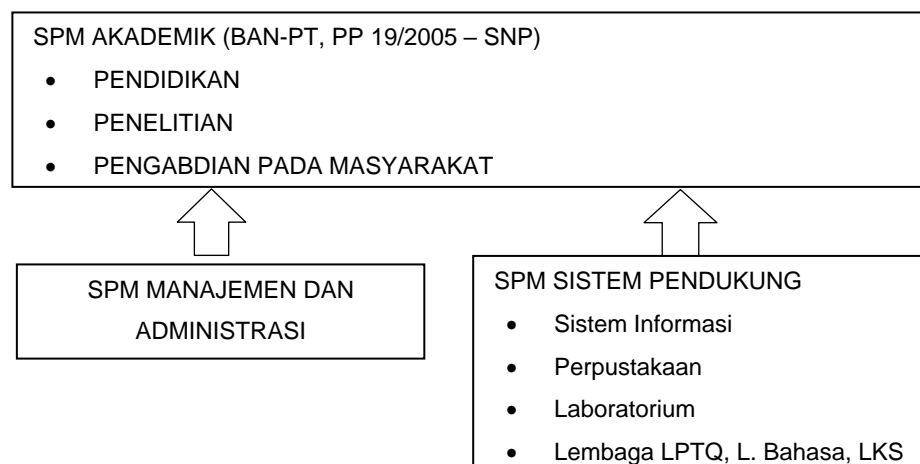 SPM AKADEMIK (BAN-PT, PP 19/2005 – SNP)
• PENDIDIKAN
• PENELITIAN
• PENGABDIAN PADA MASYARAKAT
SPM MANAJEMEN DAN
ADMINISTRASI
SPM SISTEM PENDUKUNG
• Sistem Informasi
• Perpustakaan
• Laboratorium
• Lembaga LPTQ, L. Bahasa, LKS